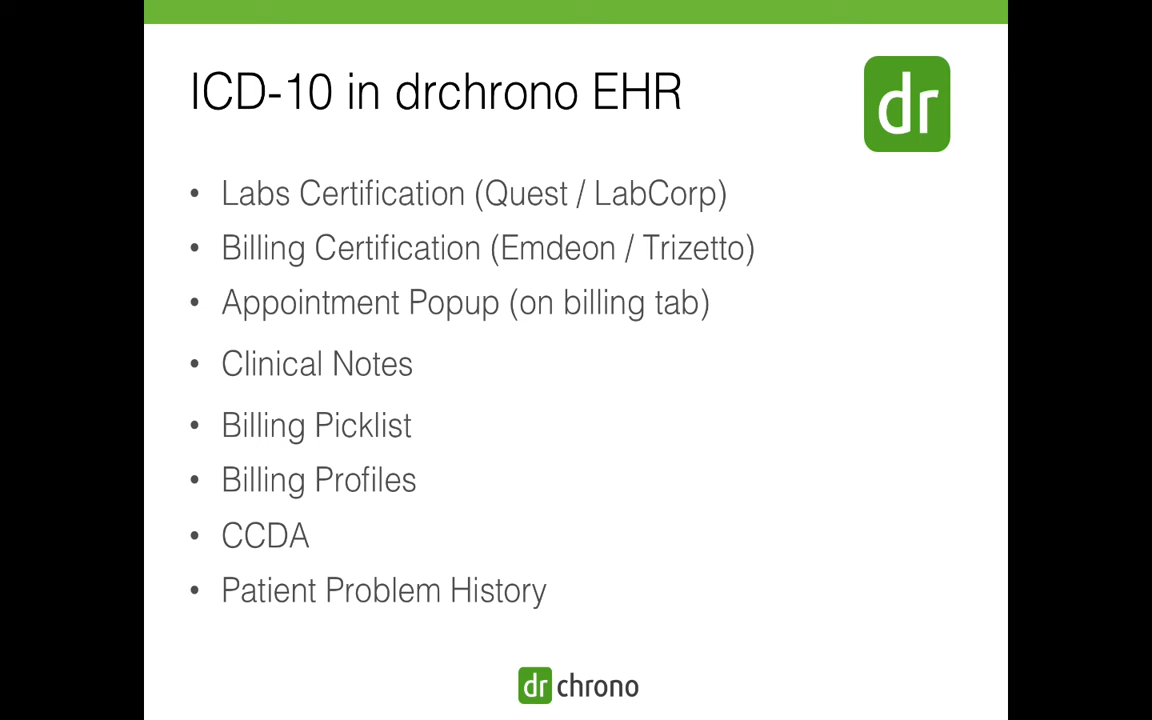 ICD-10 in drchrono EHR
dr
• Labs Certification (Quest / LabCorp)
• Billing Certification (Emdeon / Trizetto)
• Appointment Popup (on billing tab)
• Clinical Notes
• Billing Picklist
• Billing Profiles
• CCDA
• Patient Problem History
dr chrono